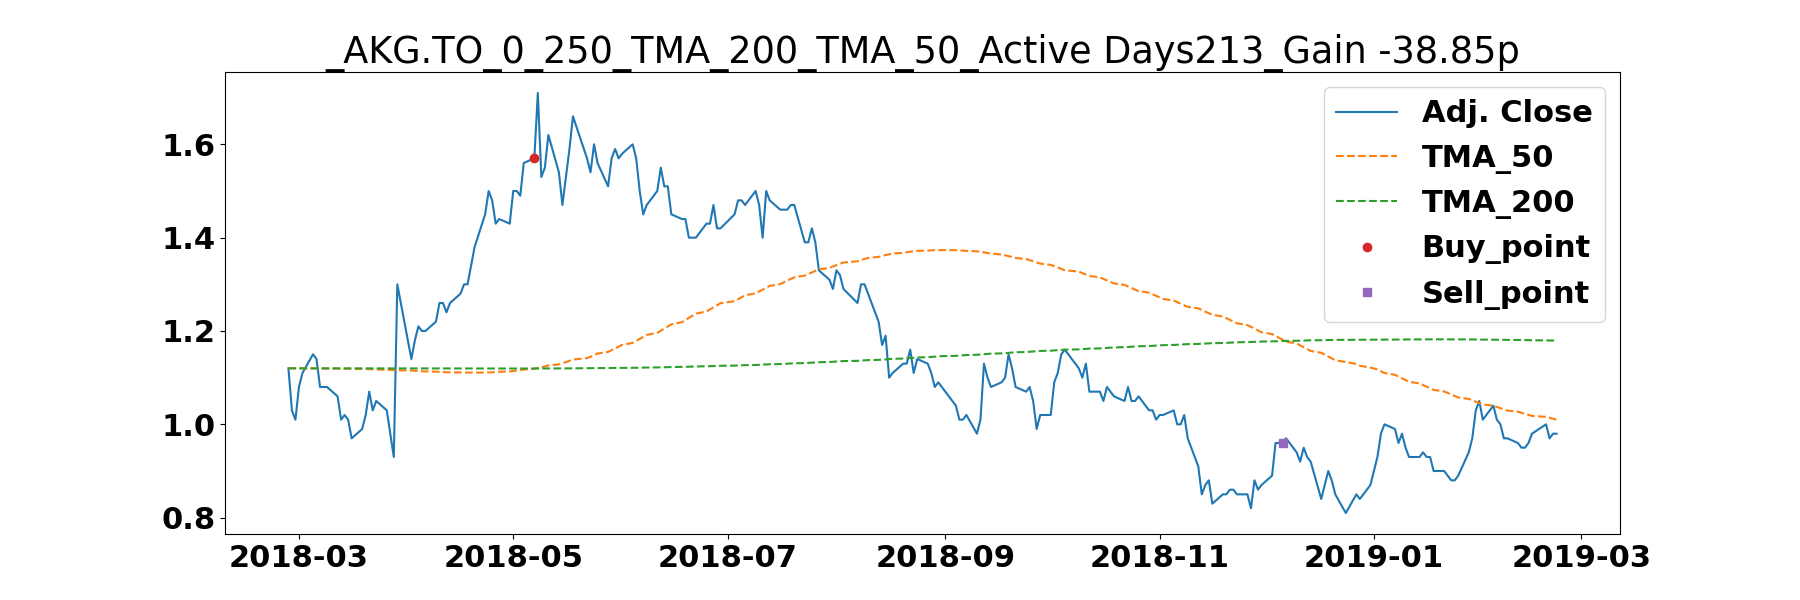 _AKG.TO_0_250_TMA_200_TMA_50_Active Days213_Gain -38.85p
Adj. Close
TMA_50
TMA_200
Buy_point
Sell_point
1.6
1.4
1.2
1.0
0.8
2018-03 2018-05 2018-07 2018-09 2018-11 2019-01 2019-03